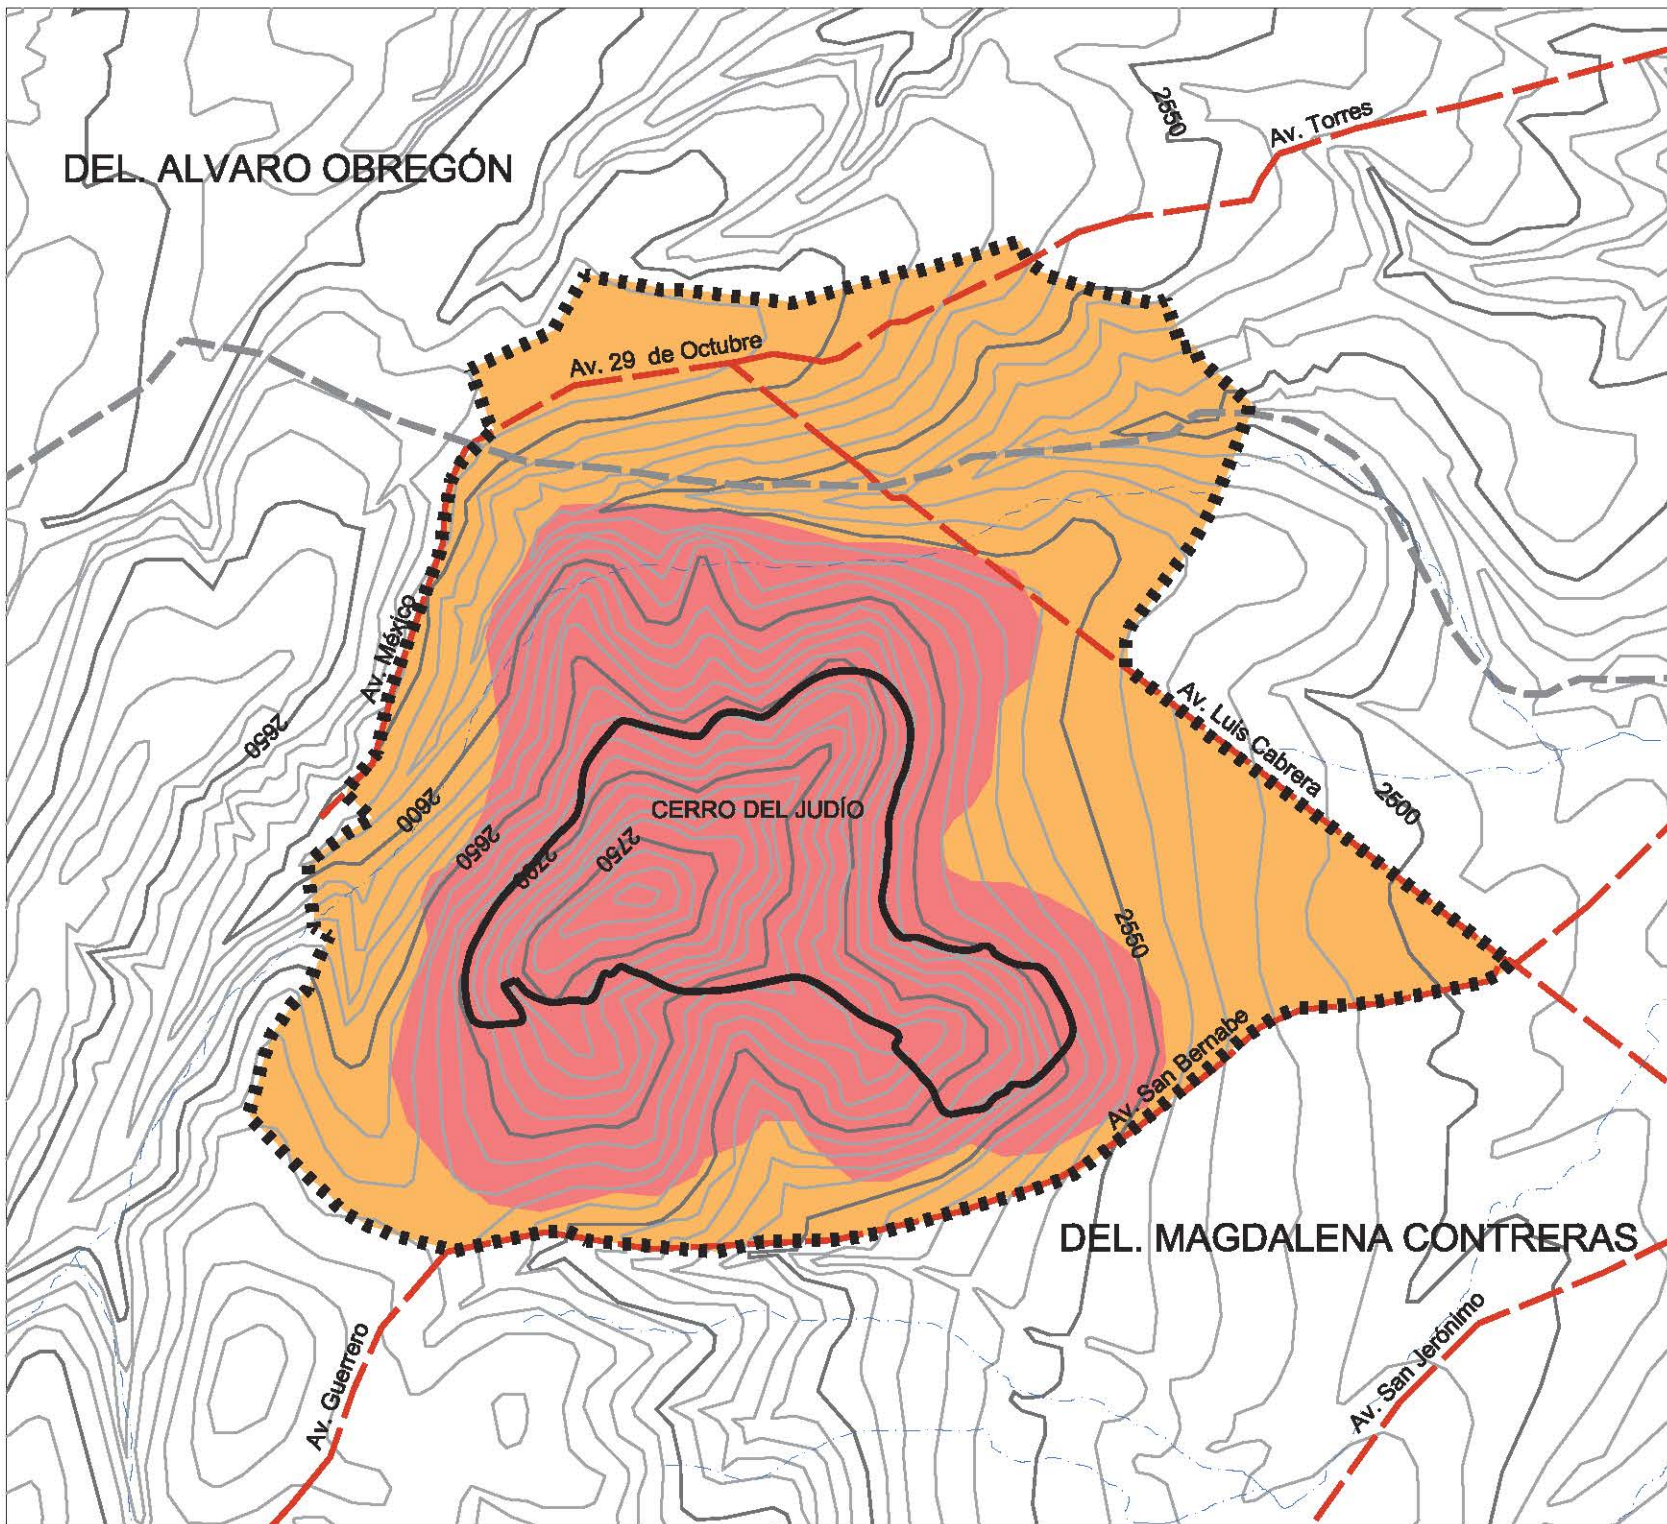 2550
Av. Torres
DEL. ALVARO OBREGÓN
Av. 29 de Octubre
Av. México
2650
Av. Luis Cabrera
2500
2600
CERRO DEL JUDÍO
2650
2700
2750
2550
Av. San Bernabe
DEL. MAGDALENA CONTRERAS
Av. Guerrero
Av. San Jerónimo